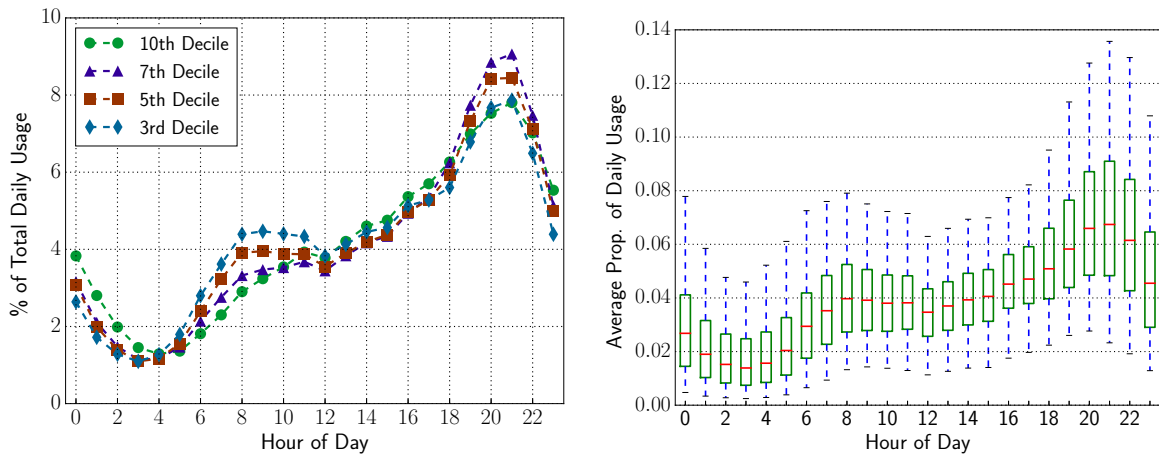 10
8
6
4
2
0
10th Decile
7th Decile
5th Decile
3rd Decile
% of Total Daily Usage
0 2 4 6 8 10 12 14 16 18 20 22
Hour of Day
0.14
0.12
0.10
0.08
0.06
0.04
0.02
0.00
Average Prop. of Daily Usage
0 2 4 6 8 10 12 14 16 18 20 22
Hour of Day